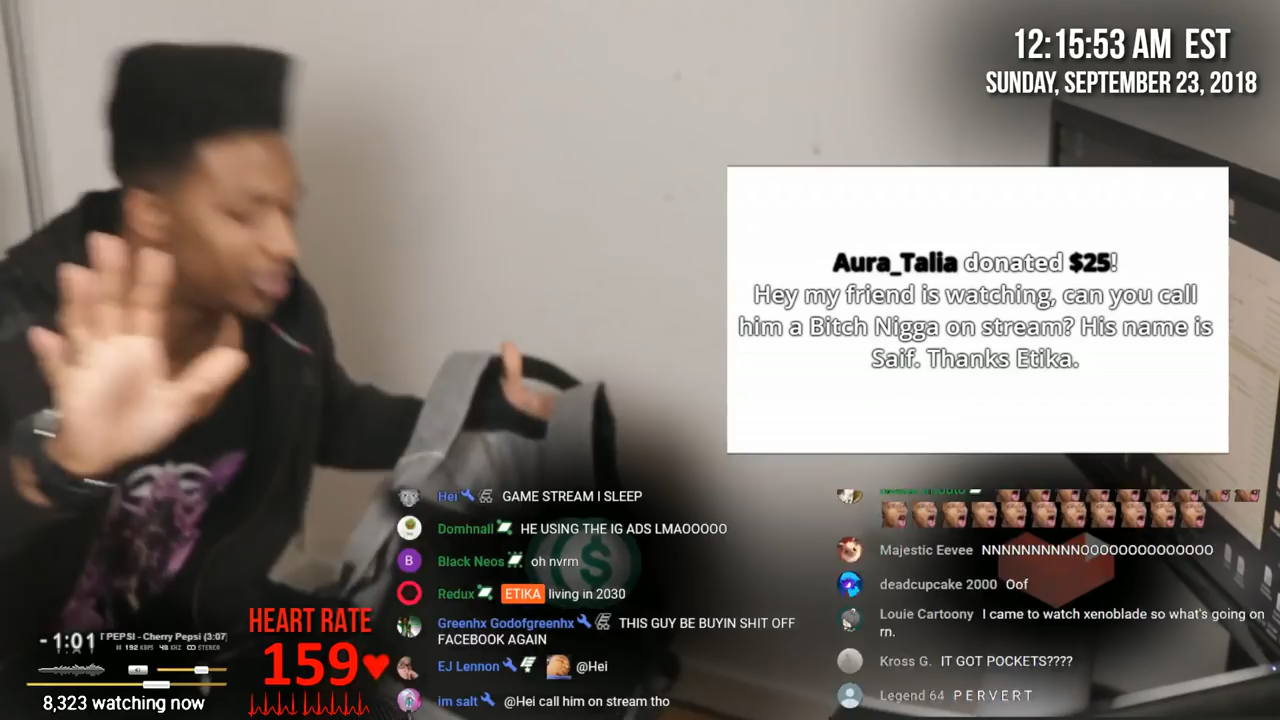 12:15:53 AM EST
SUNDAY, SEPTEMBER 23, 2018
Aura_Talia donated $25!
Hey my friend is watching, can you call
him a Bitch Nigga on stream? His name is
Saif. Thanks Etika.
Hei GAME STREAM I SLEEP
Domhnall HE USING THE IG ADS LMAOOOOO
B Black Neos oh nvrm
Redux ETIKA living in 2030
Greenhx Godofgreenhx THIS GUY BE BUYIN SHIT OFF
FACEBOOK AGAIN
EJ Lennon @Hei
im salt @Hei call him on stream tho
Majestic Eevee NNNNNNNNNNOOOOOOOOOOOOOO
deadcupcake 2000 Oof
Louie Cartoony I came to watch xenoblade so what's going on
rn.
Kross G. IT GOT POCKETS????
Legend 64 P E R V E R T
HEART RATE
159
-1:01
PEPSI - Cherry Pepsi (3:07)
192 KBPS 48 KHZ STEREO
8,323 watching now